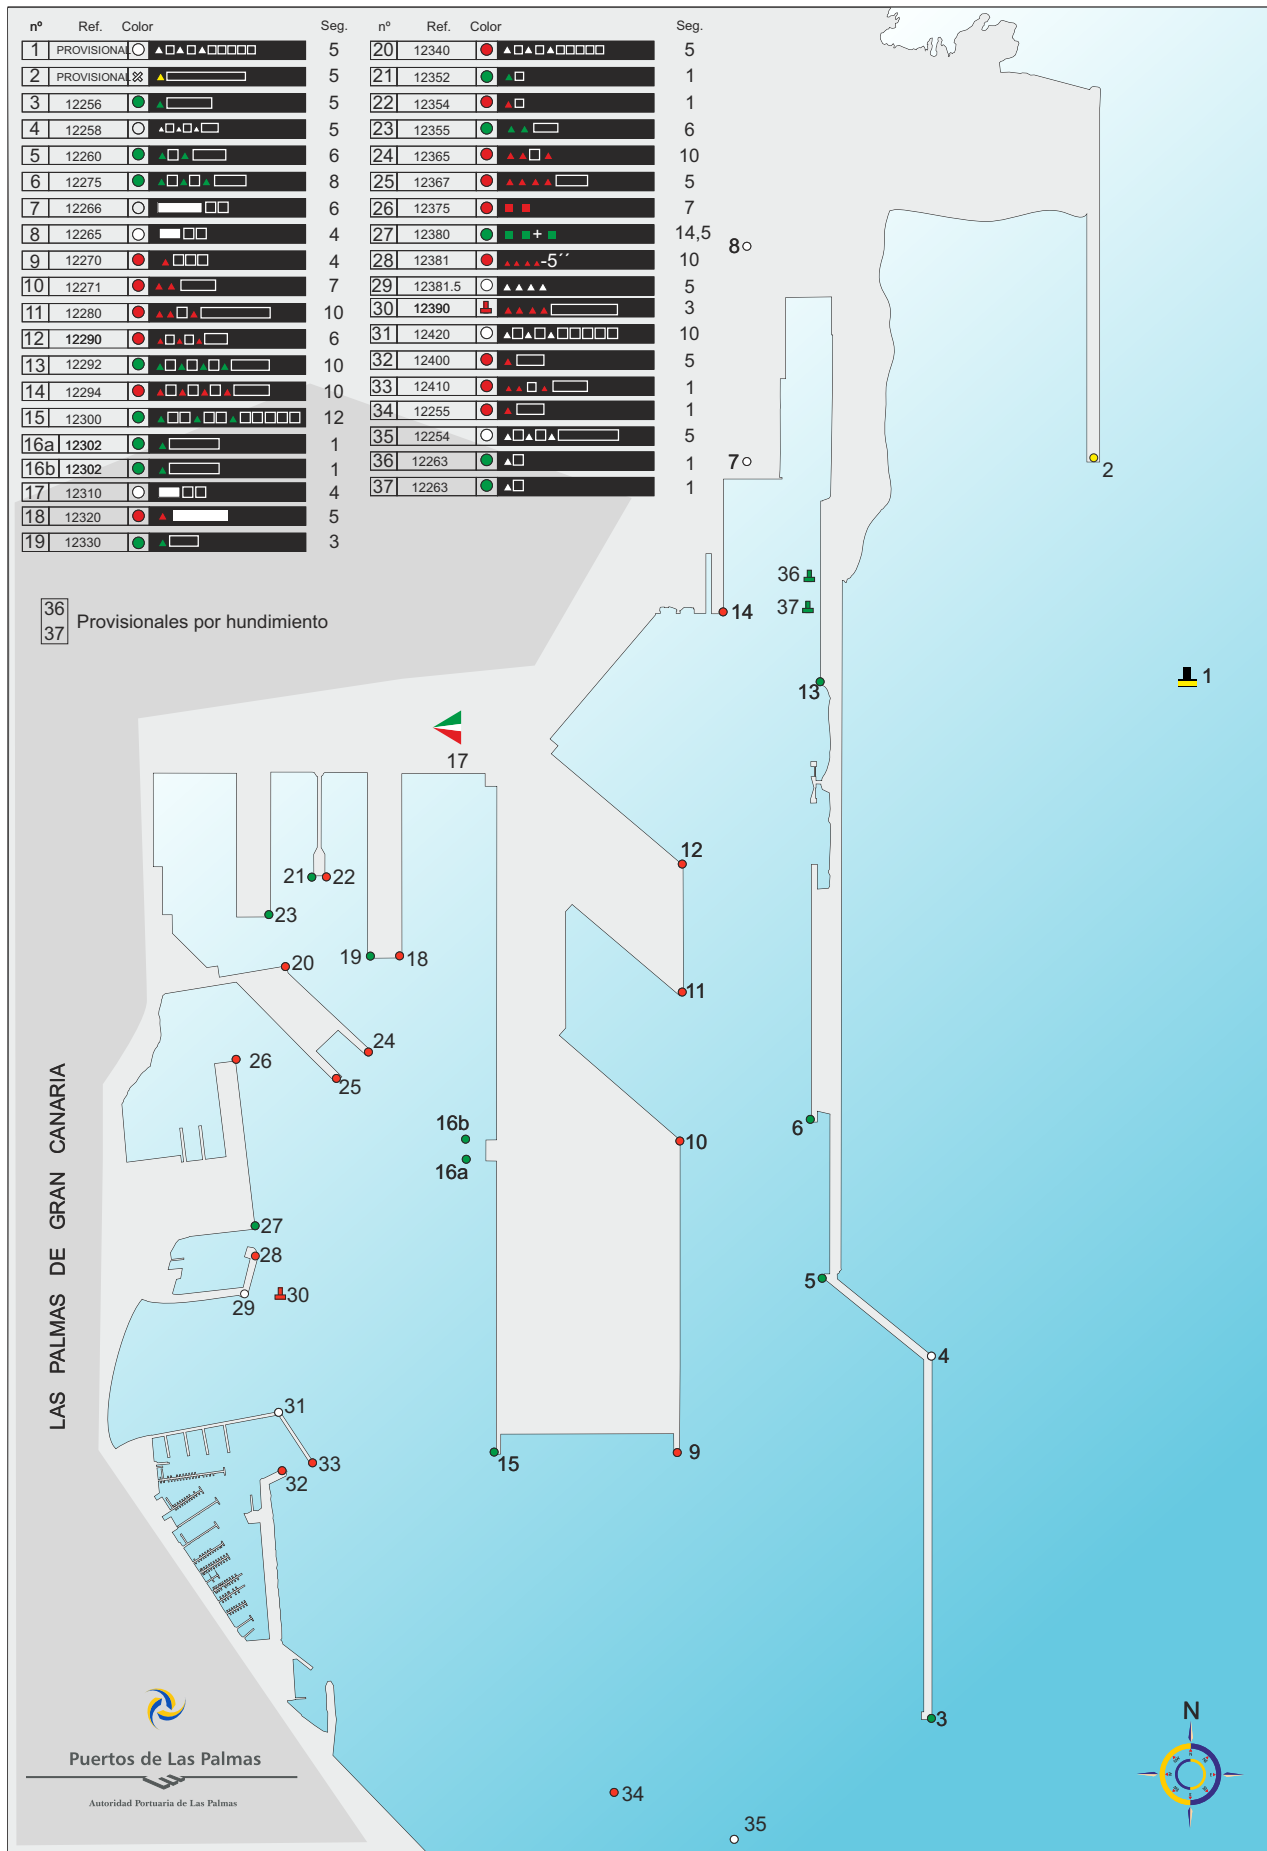 nº Ref. Color Seg.
1 PROVISIONAL 5
2 PROVISIONAL 5
3 12256 5
4 12258 5
5 12260 6
6 12275 8
7 12266 6
8 12265 4
9 12270 4
10 12271 7
11 12280 10
12 12290 6
13 12292 10
14 12294 10
15 12300 12
16a 12302 1
16b 12302 1
17 12310 4
18 12320 5
19 12330 3
nº Ref. Color Seg.
20 12340 5
21 12352 1
22 12354 1
23 12355 6
24 12365 10
25 12367 5
26 12375 7
27 12380 + 14,5
28 12381 -5´´ 10
29 12381.5 5
30 12390 3
31 12420 10
32 12400 5
33 12410 1
34 12255 1
35 12254 5
36 12263 1
37 12263 1
36
37
Provisionales por hundimiento
8
7
2
36
37
14
13
1
17
12
21
22
23
19
18
20
11
24
26
25
16b
16a
10
6
27
28
30
29
5
4
31
33
32
15
9
3
34
35
LAS PALMAS DE GRAN CANARIA
N
Puertos de Las Palmas
Autoridad Portuaria de Las Palmas